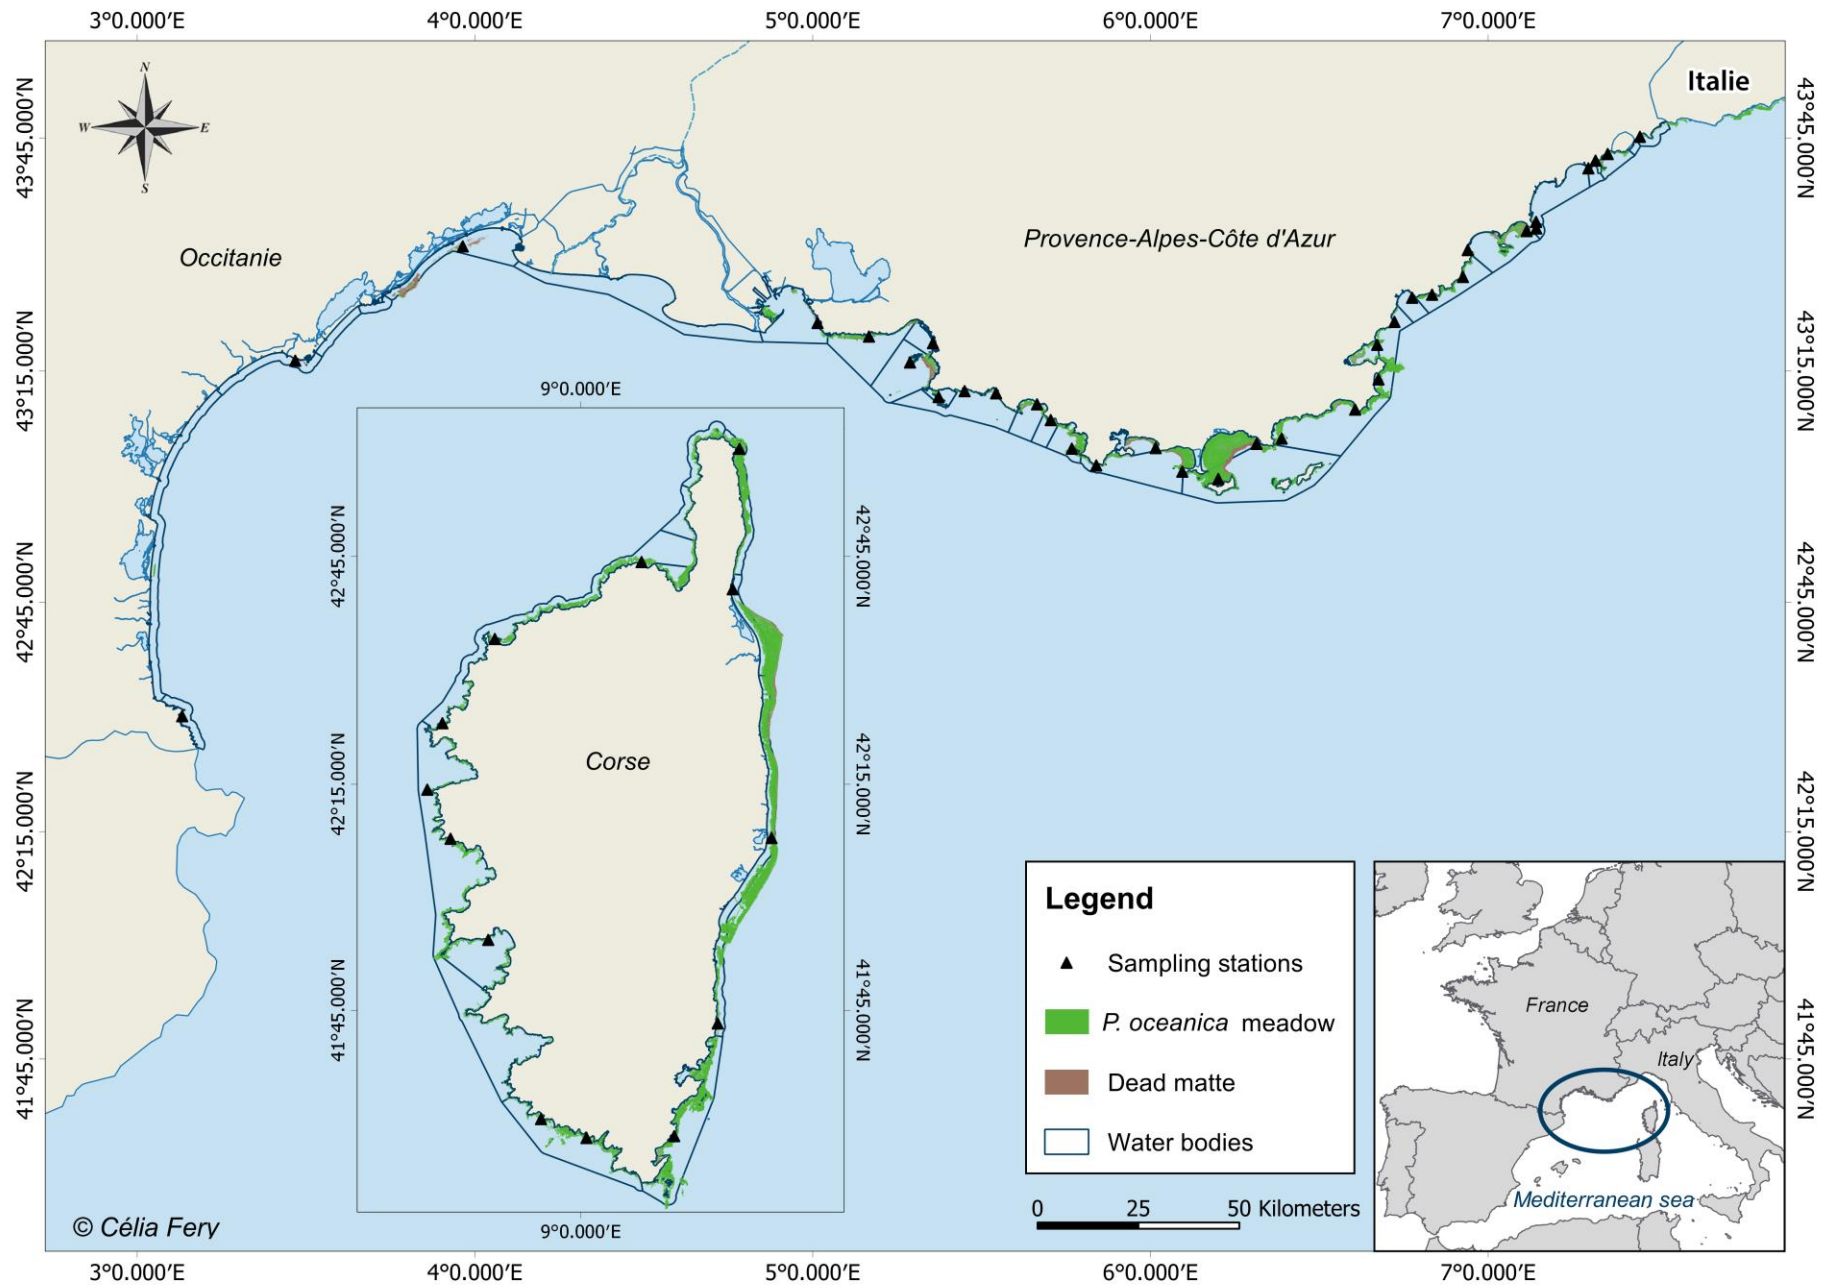 3°0.000′E 4°0.000′E 5°0.000′E 6°0.000′E 7°0.000′E
Italie
N
W E
S
43°45.000′N 43°45.000′N
Occitanie
Provence-Alpes-Côte d'Azur
43°15.000′N 43°15.000′N
9°0.000′E
42°45.000′N 42°45.000′N
42°45.000′N 42°45.000′N
Corse
42°15.000′N 42°15.000′N
42°15.000′N 42°15.000′N
41°45.000′N 41°45.000′N
41°45.000′N 41°45.000′N
9°0.000′E
Legend
Sampling stations
P. oceanica meadow
Dead matte
Water bodies
0 25 50 Kilometers
France
Italy
Mediterranean sea
© Célia Fery
3°0.000′E 4°0.000′E 5°0.000′E 6°0.000′E 7°0.000′E